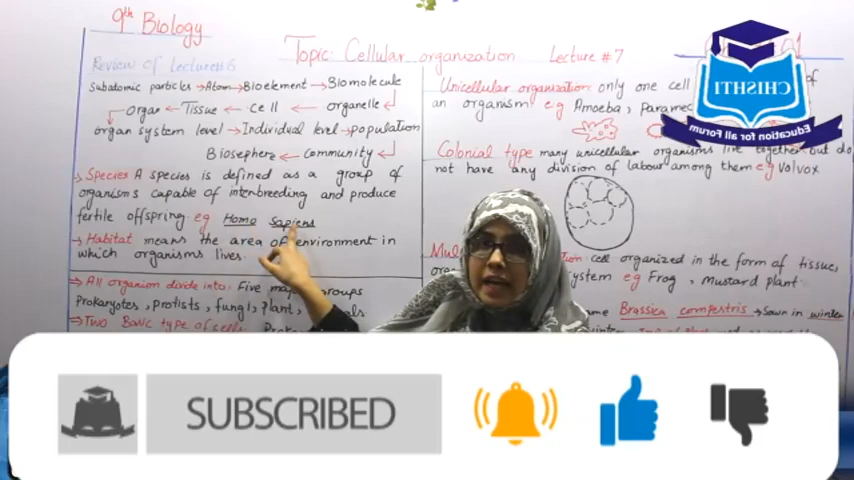 9th Biology
Topic: Cellular organization Lecture #7
Review of Lecture#6
Subatomic particles → Atom → Bioelement → Biomolecule
Organ ← Tissue ← Cell ← organelle
organ system level → Individual level → population
Biosphere ← Community
Species A species is defined as a group of
organisms capable of interbreeding and produce
fertile offspring eg Homo Sapiens
Habitat means the area of environment in
which organisms lives.
⇒ All organism divide into: Five major groups
Prokaryotes, protists, fungi, plant,
⇒ Two Basic type of cells
Unicellular organization only one cell of
an organism eg Amoeba,
Colonial type many unicellular organisms live together but do
not have any division of labour among them eg Volvox
cell organized in the form of tissue,
system eg Frog, Mustard plant
Brassica compestris → Sown in winter
CHISHTI
Education for all Forum
SUBSCRIBED